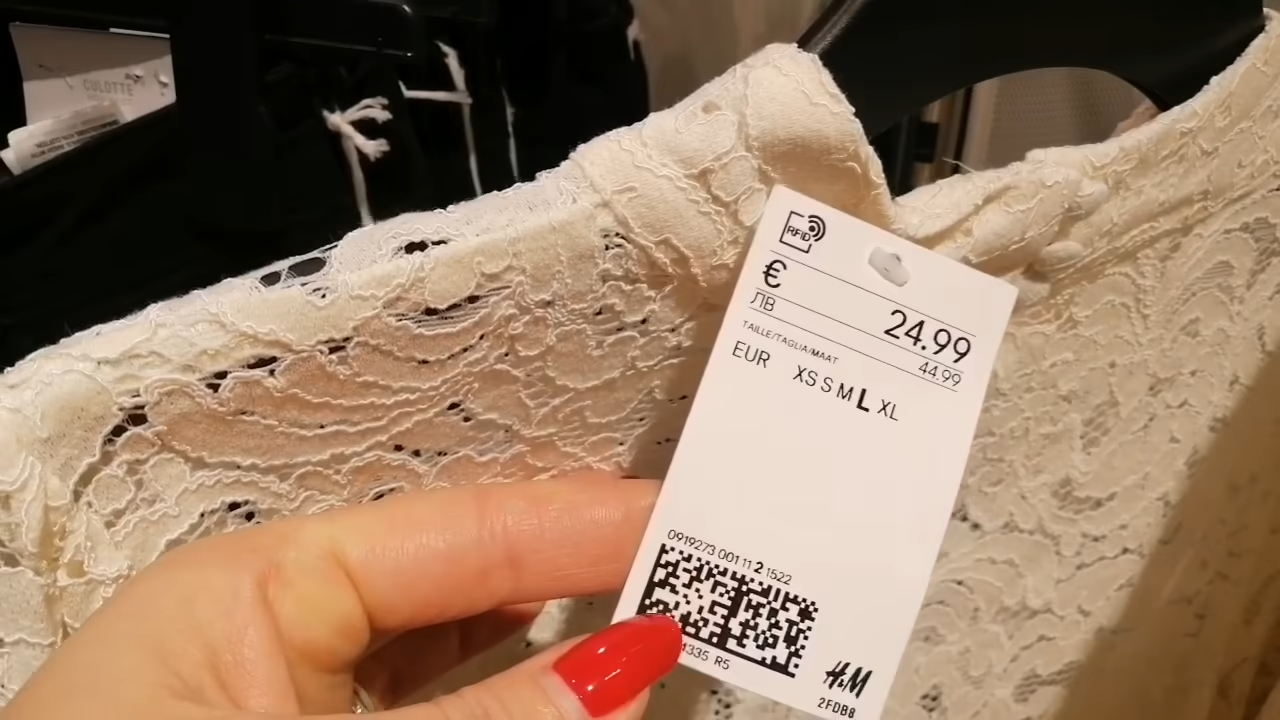 CULOTTE
RFID
€ 24.99
ЛВ 44.99
TAILLE/TAGLIA/MAAT
EUR XS S M L XL
0919273 001 11 2 1522
1335 R5
H&M
2FDB8